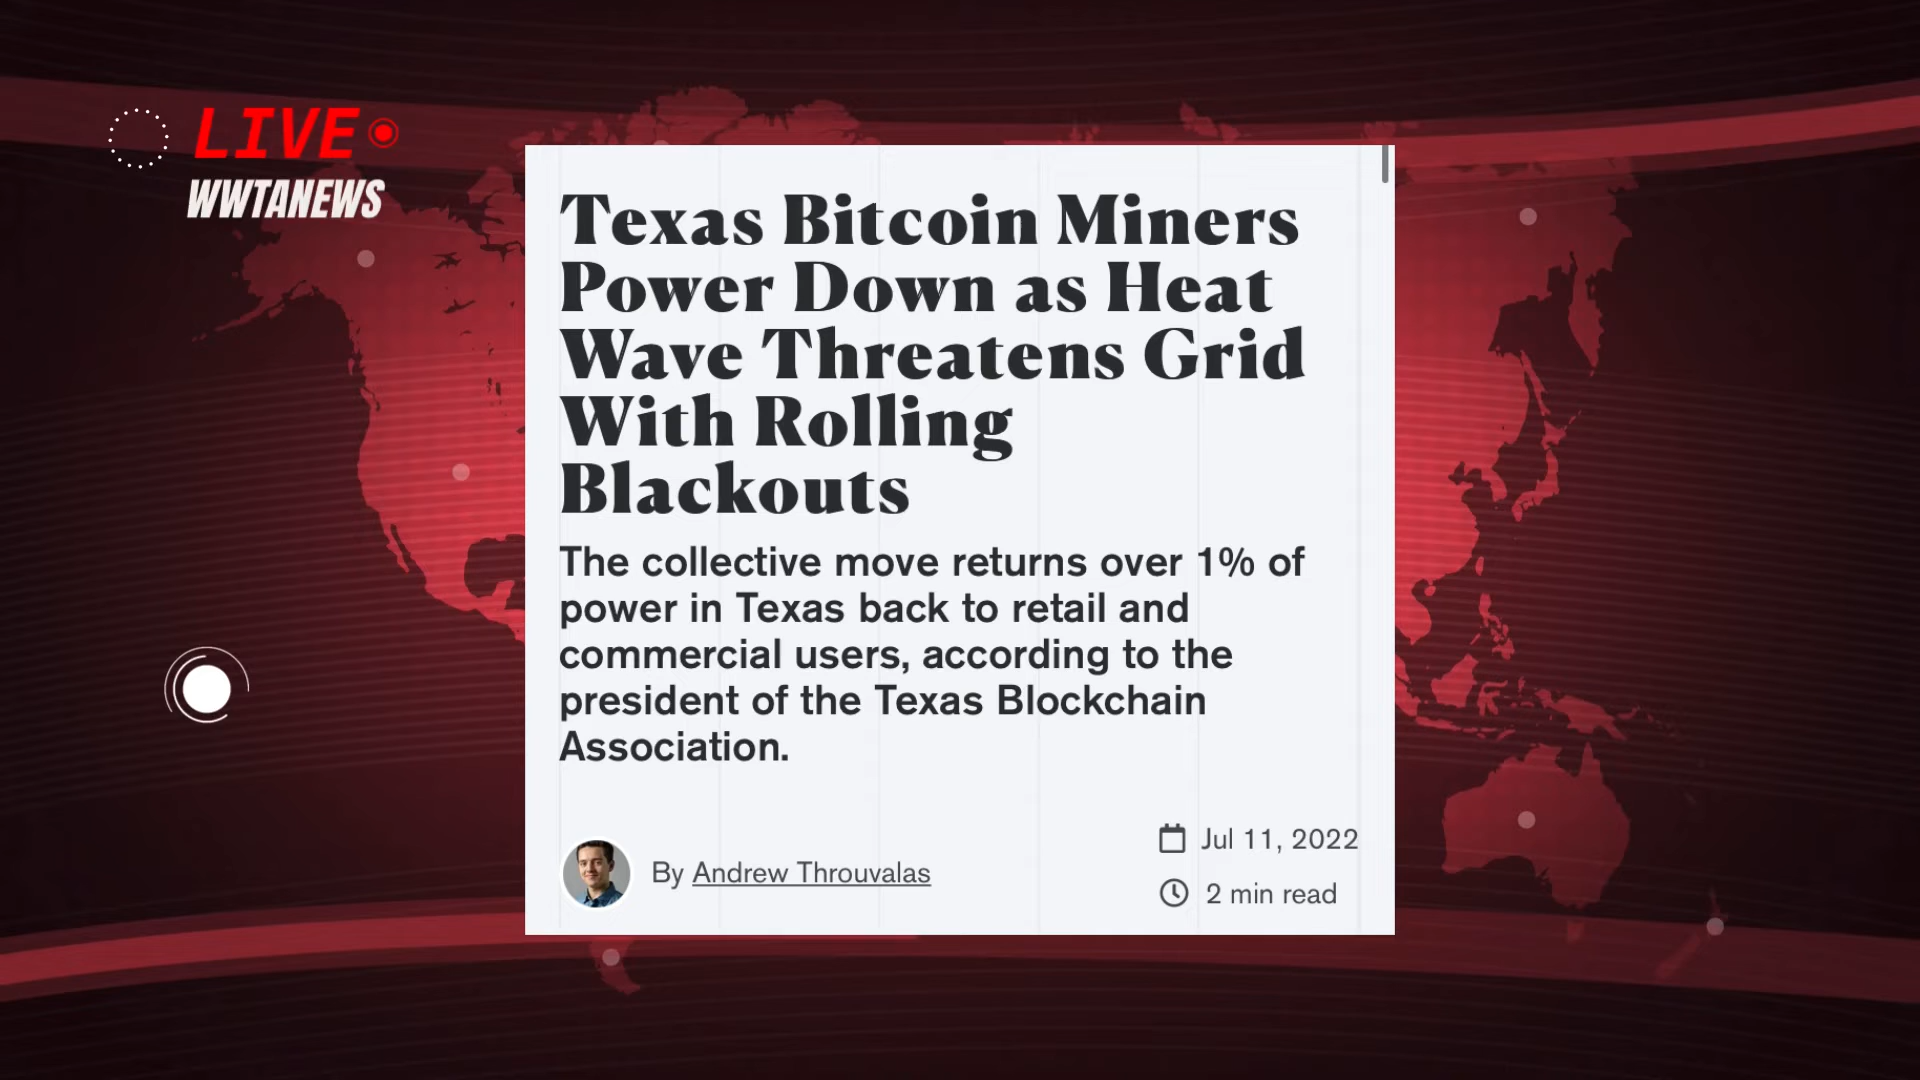 LIVE
WWTANEWS
Texas Bitcoin Miners
Power Down as Heat
Wave Threatens Grid
With Rolling
Blackouts
The collective move returns over 1% of
power in Texas back to retail and
commercial users, according to the
president of the Texas Blockchain
Association.
By Andrew Throuvalas
Jul 11, 2022
2 min read